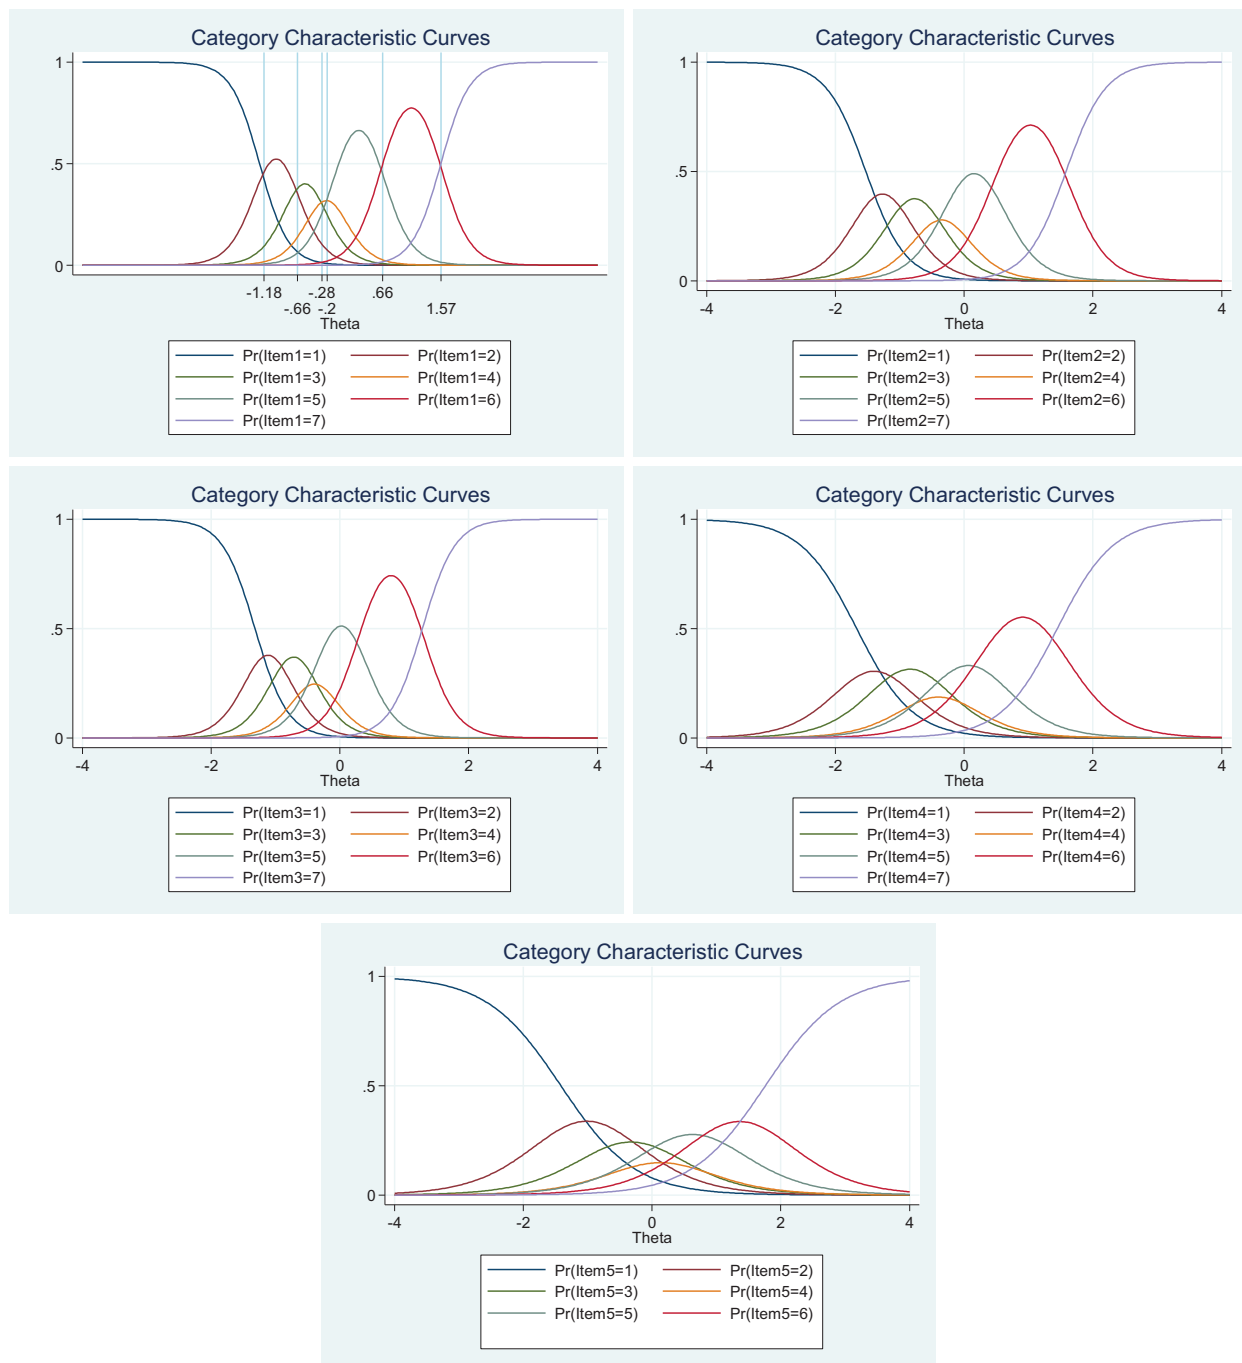 Category Characteristic Curves
1
.5
0
-1.18 -.28 .66 1.57
-.66 -.2
Theta
Pr(Item1=1) Pr(Item1=2)
Pr(Item1=3) Pr(Item1=4)
Pr(Item1=5) Pr(Item1=6)
Pr(Item1=7)
Category Characteristic Curves
1
.5
0
-4 -2 0 2 4
Theta
Pr(Item2=1) Pr(Item2=2)
Pr(Item2=3) Pr(Item2=4)
Pr(Item2=5) Pr(Item2=6)
Pr(Item2=7)
Category Characteristic Curves
1
.5
0
-4 -2 0 2 4
Theta
Pr(Item3=1) Pr(Item3=2)
Pr(Item3=3) Pr(Item3=4)
Pr(Item3=5) Pr(Item3=6)
Pr(Item3=7)
Category Characteristic Curves
1
.5
0
-4 -2 0 2 4
Theta
Pr(Item4=1) Pr(Item4=2)
Pr(Item4=3) Pr(Item4=4)
Pr(Item4=5) Pr(Item4=6)
Pr(Item4=7)
Category Characteristic Curves
1
.5
0
-4 -2 0 2 4
Theta
Pr(Item5=1) Pr(Item5=2)
Pr(Item5=3) Pr(Item5=4)
Pr(Item5=5) Pr(Item5=6)